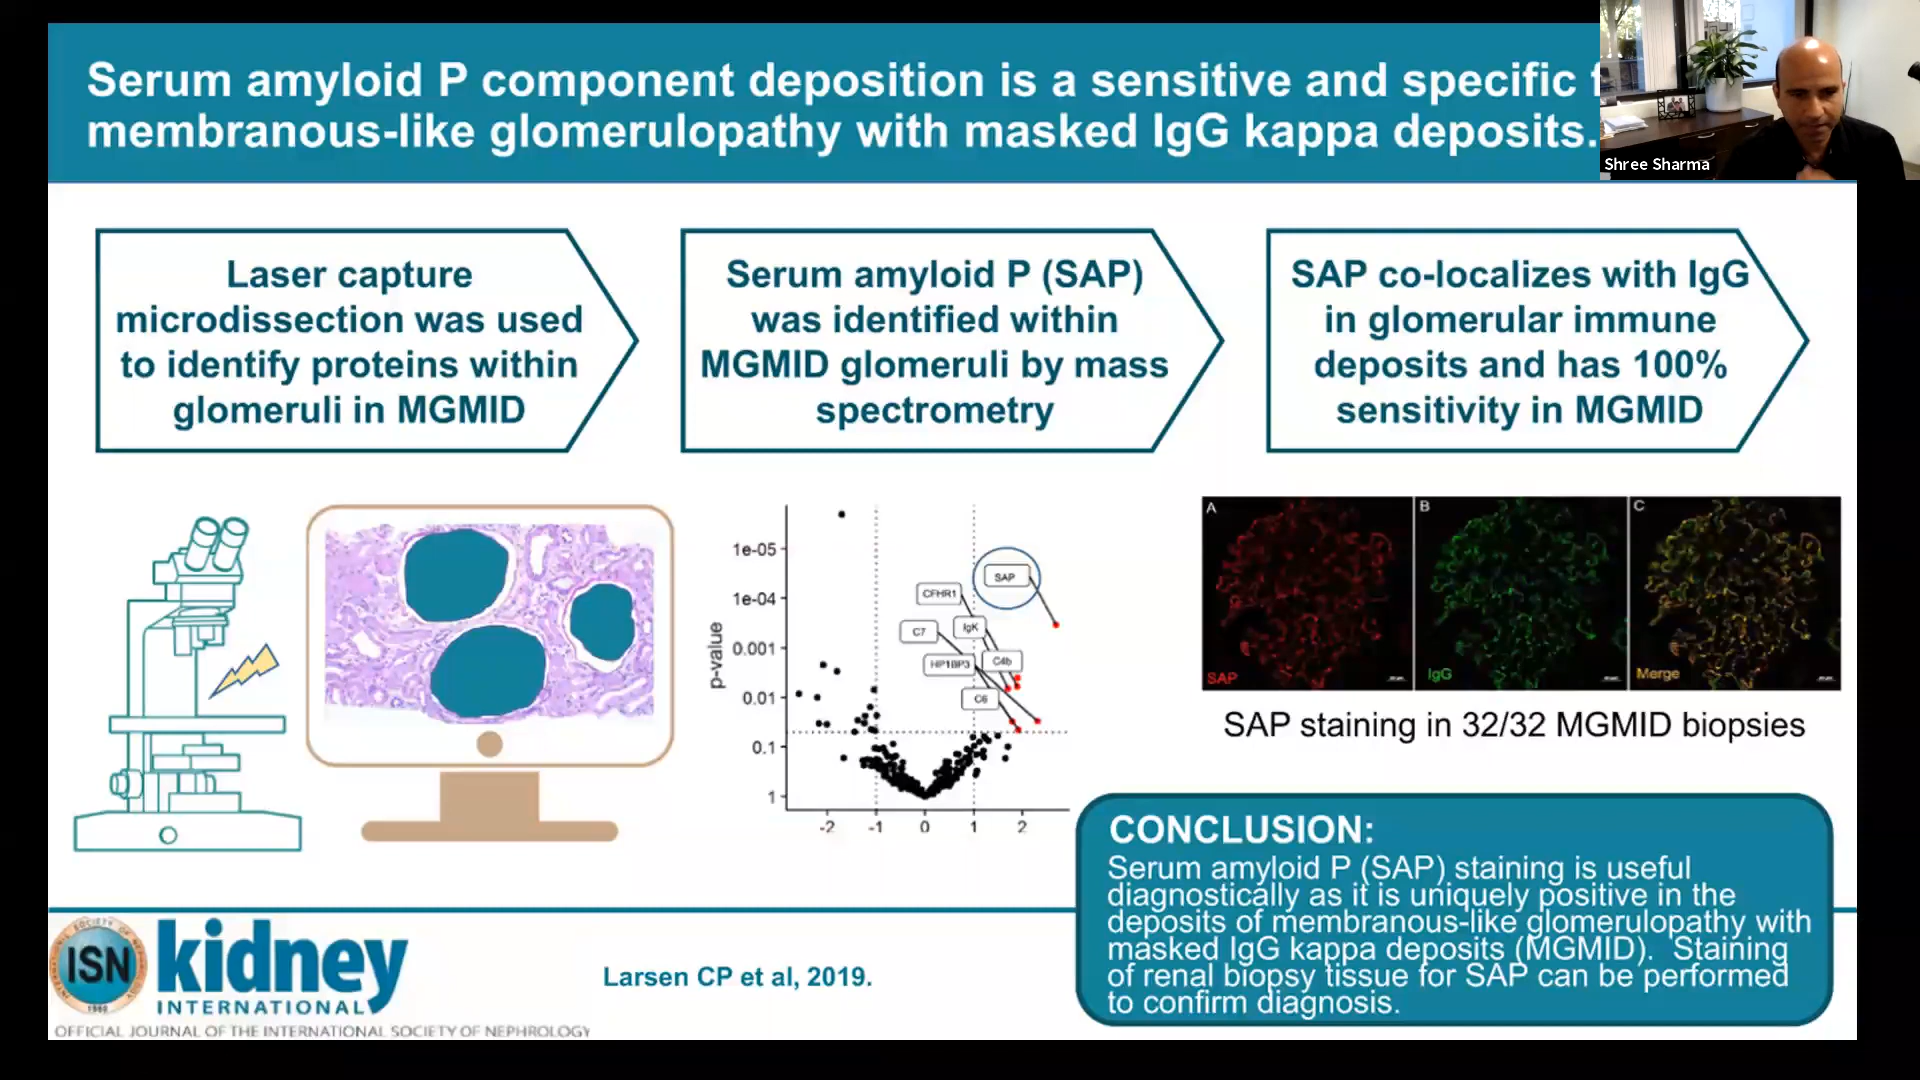 Serum amyloid P component deposition is a sensitive and specific
membranous-like glomerulopathy with masked IgG kappa deposits.
Shree Sharma
Laser capture
microdissection was used
to identify proteins within
glomeruli in MGMID
Serum amyloid P (SAP)
was identified within
MGMID glomeruli by mass
spectrometry
SAP co-localizes with IgG
in glomerular immune
deposits and has 100%
sensitivity in MGMID
p-value
1e-05
1e-04
0.001
0.01
0.1
1
-2 -1 0 1 2
SAP
CFHR1
C7
IgK
HP1BP3
C4b
C6
A
B
C
SAP
IgG
Merge
SAP staining in 32/32 MGMID biopsies
CONCLUSION:
Serum amyloid P (SAP) staining is useful
diagnostically as it is uniquely positive in the
deposits of membranous-like glomerulopathy with
masked IgG kappa deposits (MGMID). Staining
of renal biopsy tissue for SAP can be performed
to confirm diagnosis.
ISN
kidney
INTERNATIONAL
OFFICIAL JOURNAL OF THE INTERNATIONAL SOCIETY OF NEPHROLOGY
Larsen CP et al, 2019.